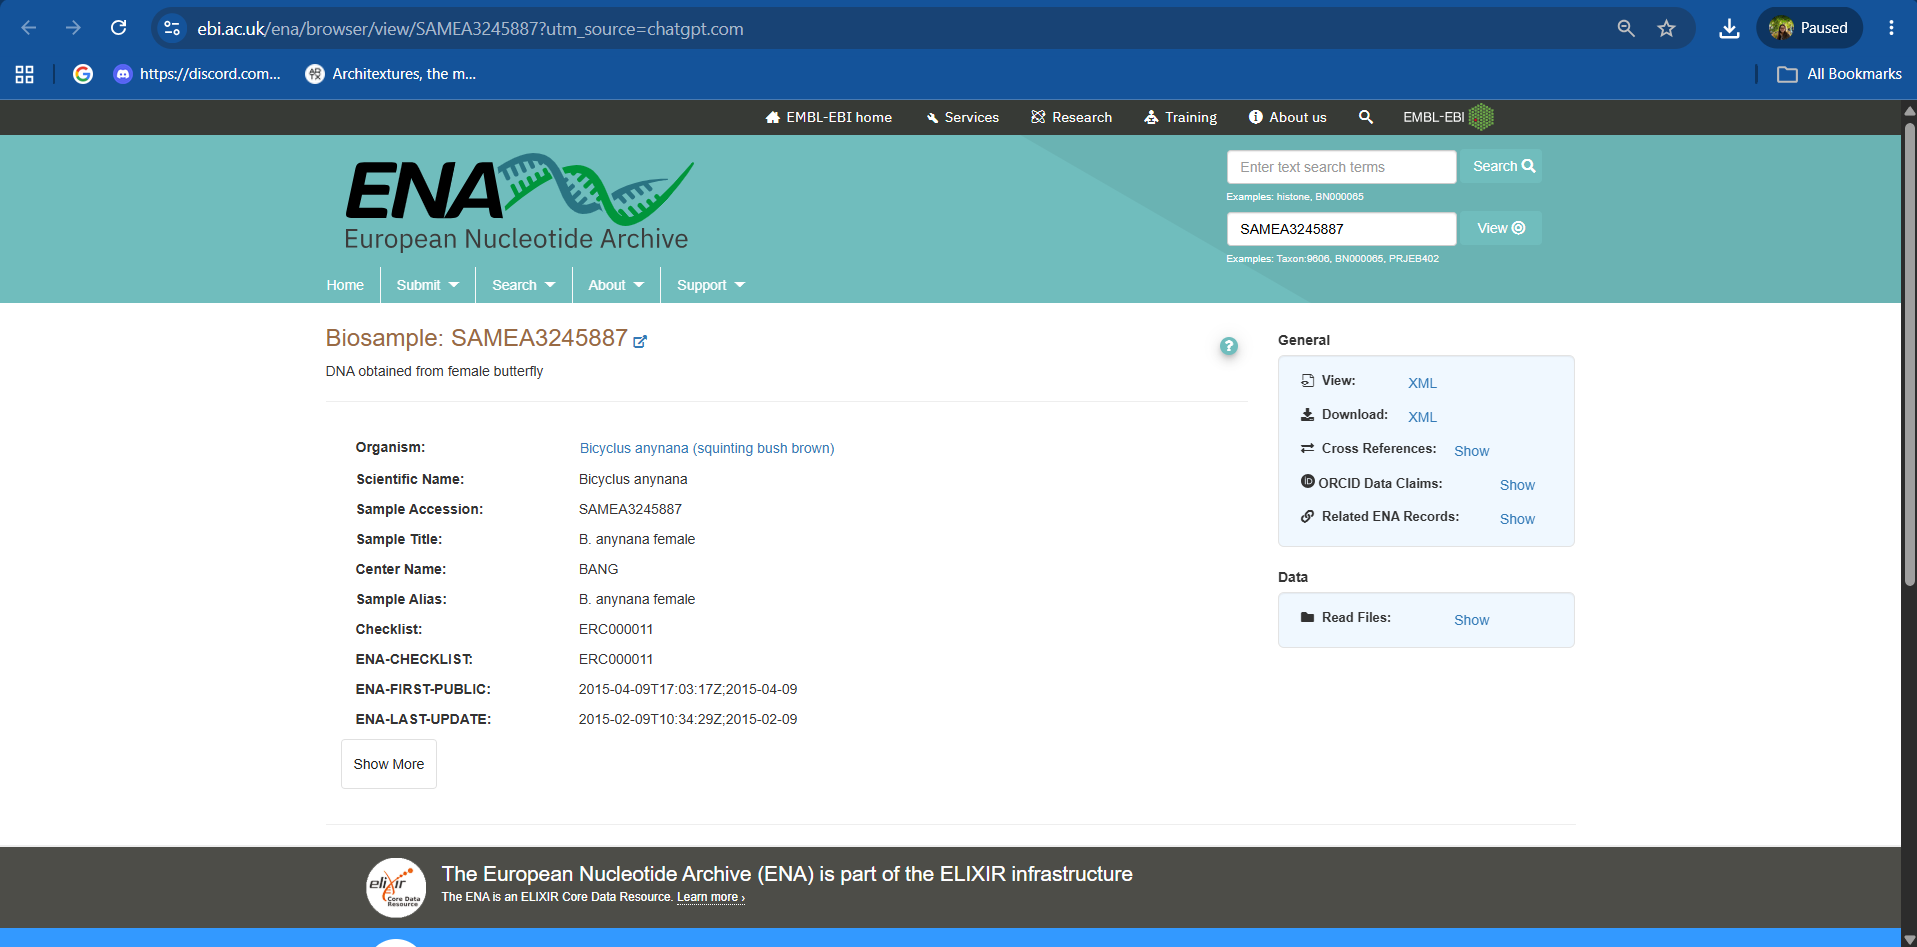 ebi.ac.uk/ena/browser/view/SAMEA3245887?utm_source=chatgpt.com
Paused
https://discord.com...
Architextures, the m...
All Bookmarks
EMBL-EBI home
Services
Research
Training
About us
EMBL-EBI
ENA
European Nucleotide Archive
Enter text search terms
Search
Examples: histone, BN000065
SAMEA3245887
View
Examples: Taxon:9606, BN000065, PRJEB402
Home
Submit
Search
About
Support
Biosample: SAMEA3245887
DNA obtained from female butterfly
Organism: Bicyclus anynana (squinting bush brown)
Scientific Name: Bicyclus anynana
Sample Accession: SAMEA3245887
Sample Title: B. anynana female
Center Name: BANG
Sample Alias: B. anynana female
Checklist: ERC000011
ENA-CHECKLIST: ERC000011
ENA-FIRST-PUBLIC: 2015-04-09T17:03:17Z;2015-04-09
ENA-LAST-UPDATE: 2015-02-09T10:34:29Z;2015-02-09
Show More
General
View: XML
Download: XML
Cross References: Show
ORCID Data Claims: Show
Related ENA Records: Show
Data
Read Files: Show
elixir
Core Data
Resource
The European Nucleotide Archive (ENA) is part of the ELIXIR infrastructure
The ENA is an ELIXIR Core Data Resource. Learn more ›